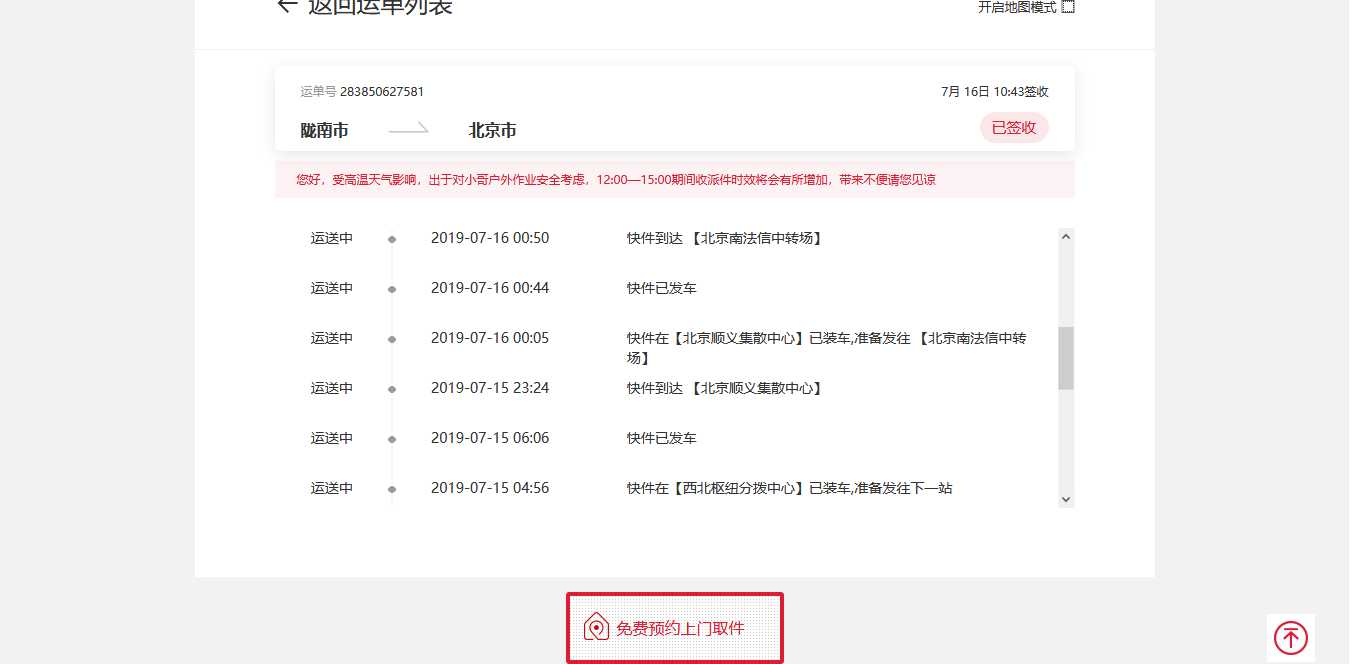 返回运单列表
开启地图模式
运单号 283850627581
7月 16日 10:43签收
陇南市
北京市
已签收
您好，受高温天气影响，出于对小哥户外作业安全考虑，12:00—15:00期间收派件时效将会有所增加，带来不便请您见谅
运送中 2019-07-16 00:50 快件到达 【北京南法信中转场】
运送中 2019-07-16 00:44 快件已发车
运送中 2019-07-16 00:05 快件在【北京顺义集散中心】已装车,准备发往 【北京南法信中转
场】
运送中 2019-07-15 23:24 快件到达 【北京顺义集散中心】
运送中 2019-07-15 06:06 快件已发车
运送中 2019-07-15 04:56 快件在【西北枢纽分拨中心】已装车,准备发往下一站
免费预约上门取件